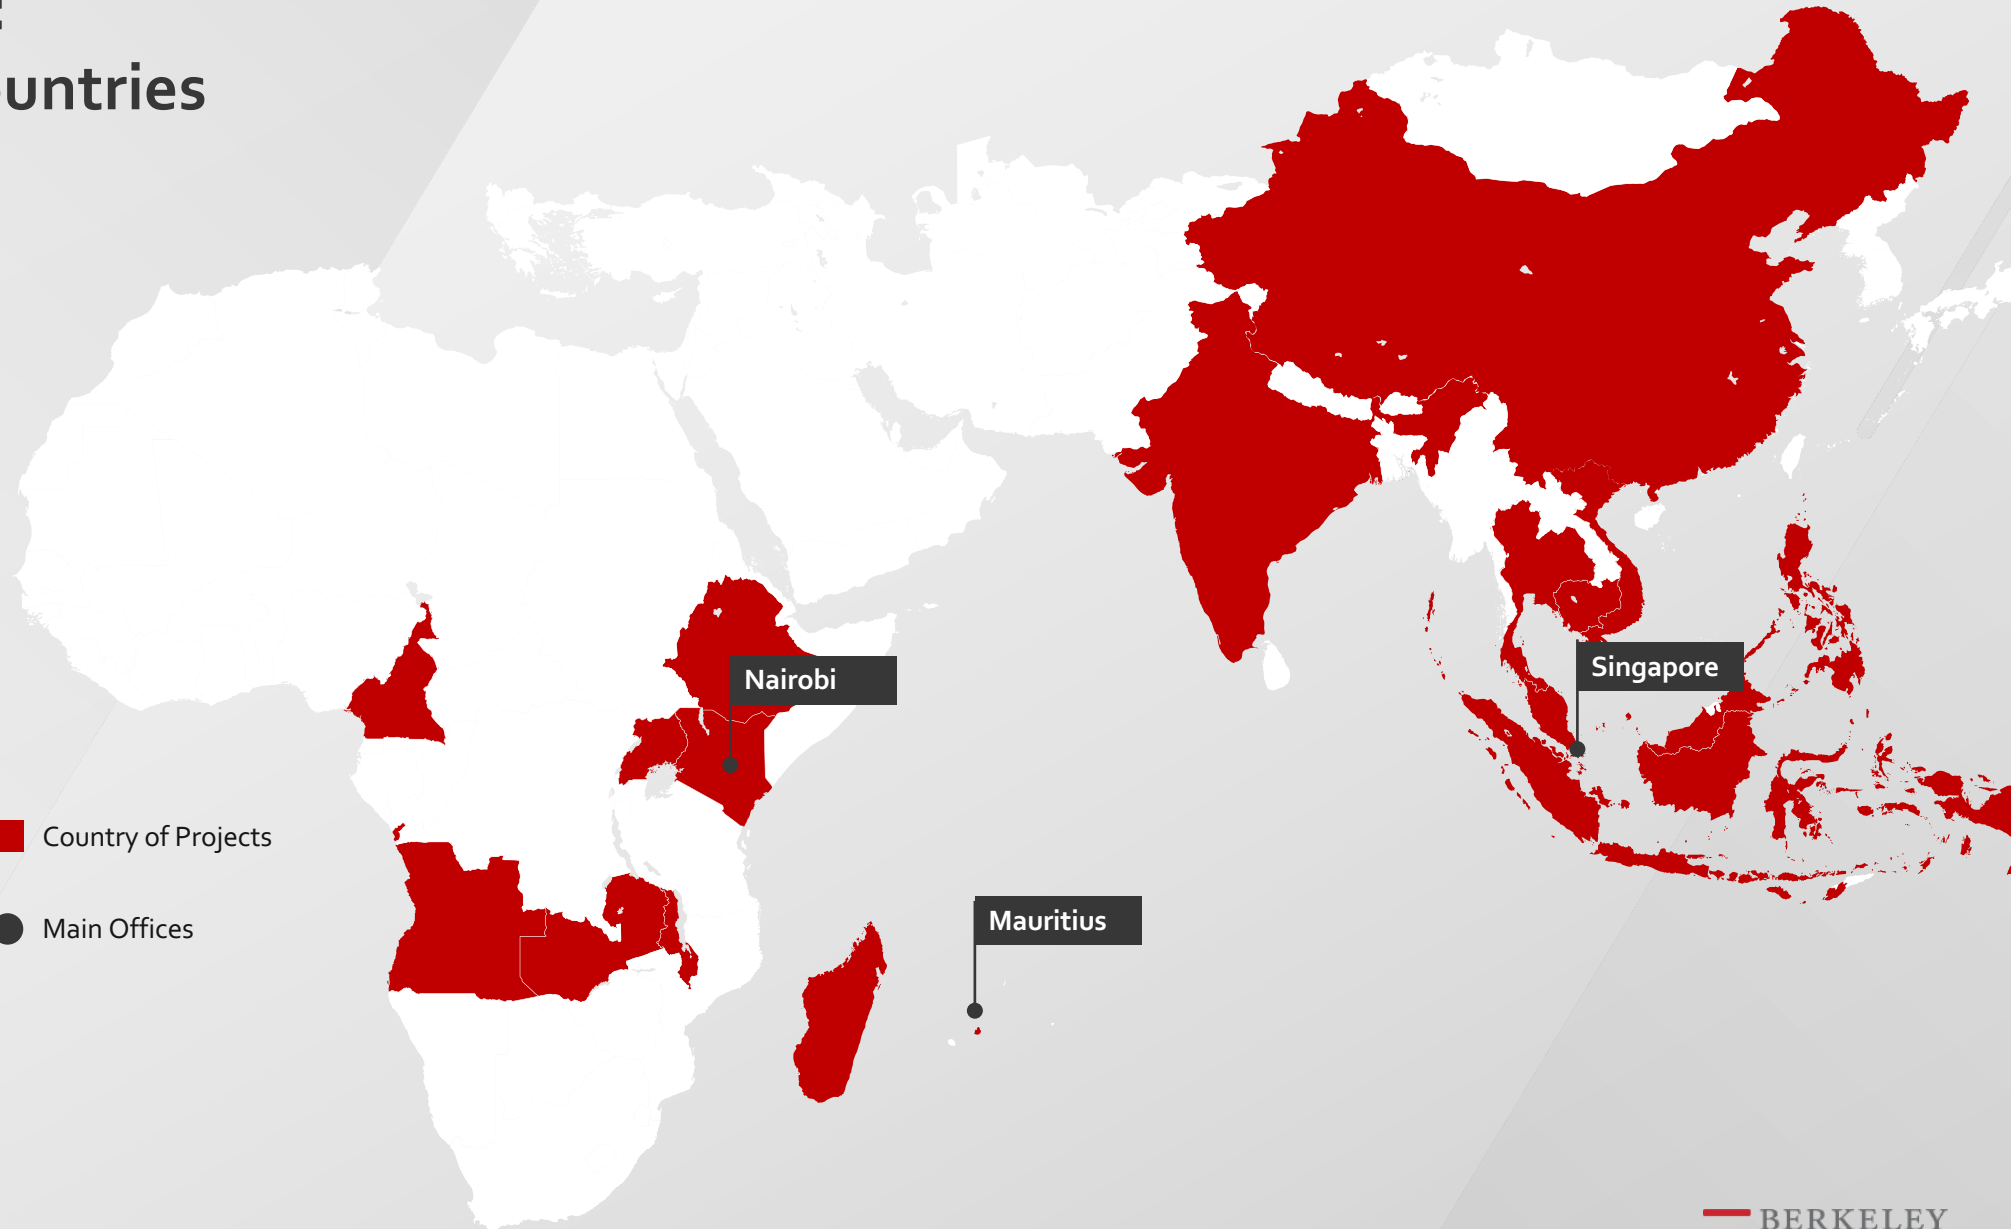 untries
Nairobi
Singapore
Country of Projects
Mauritius
Main Offices
BERKELEY